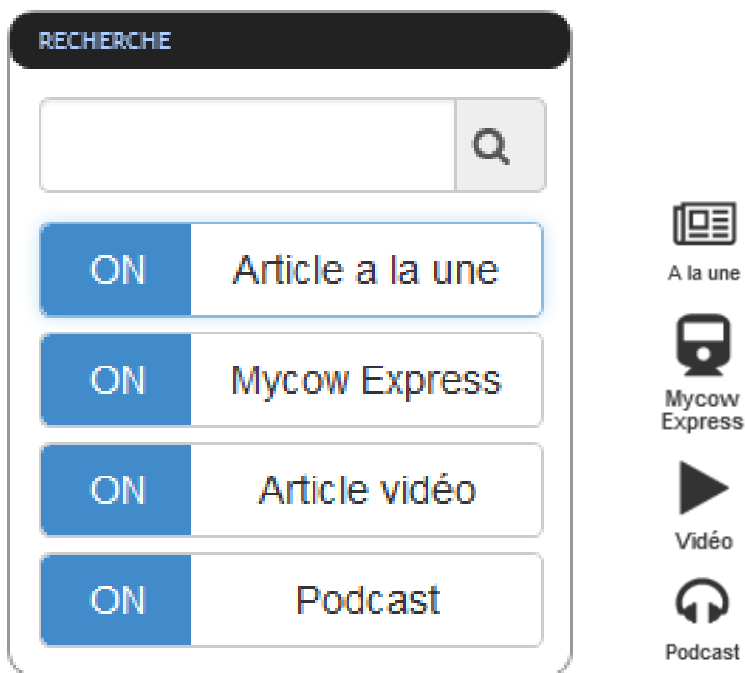 RECHERCHE
ON Article a la une
ON Mycow Express
ON Article vidéo
ON Podcast
A la une
Mycow
Express
Vidéo
Podcast